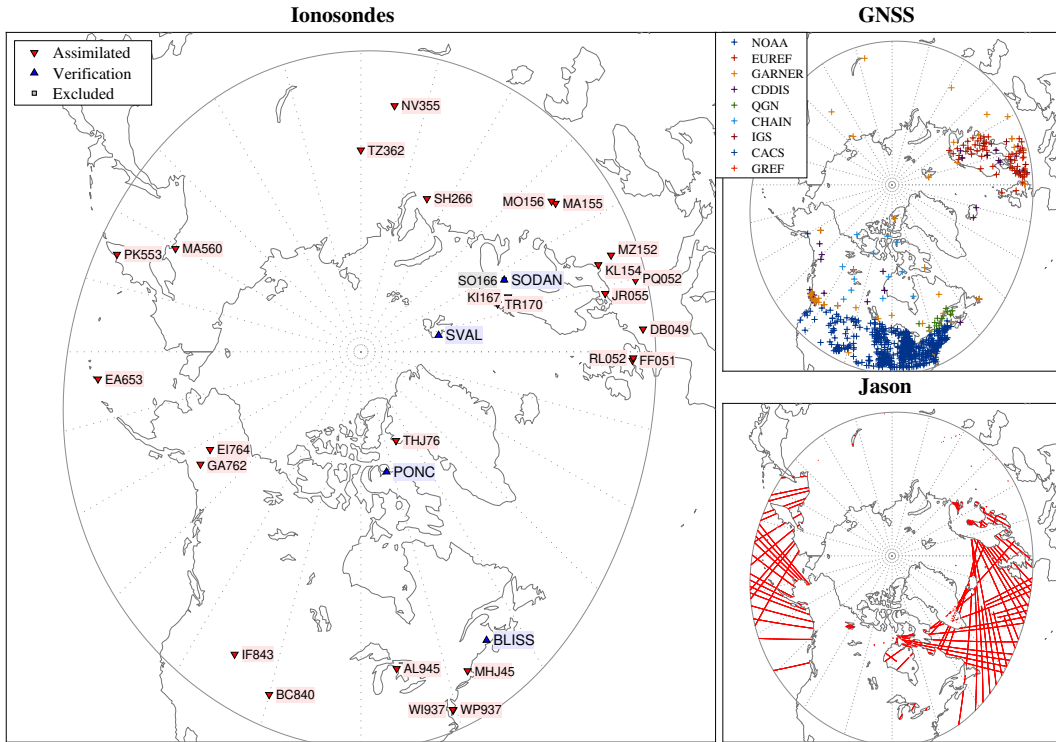 Ionosondes
Assimilated
Verification
Excluded
NV355
TZ362
SH266
MO156
MA155
MA560
PK553
MZ152
KL154
PQ052
SO166
SODAN
KI167
TR170
JR055
DB049
SVAL
RL052
FF051
EA653
THJ76
EI764
GA762
PONC
BLISS
IF843
AL945
MHJ45
BC840
WI937
WP937
GNSS
NOAA
EUREF
GARNER
CDDIS
QGN
CHAIN
IGS
CACS
GREF
Jason